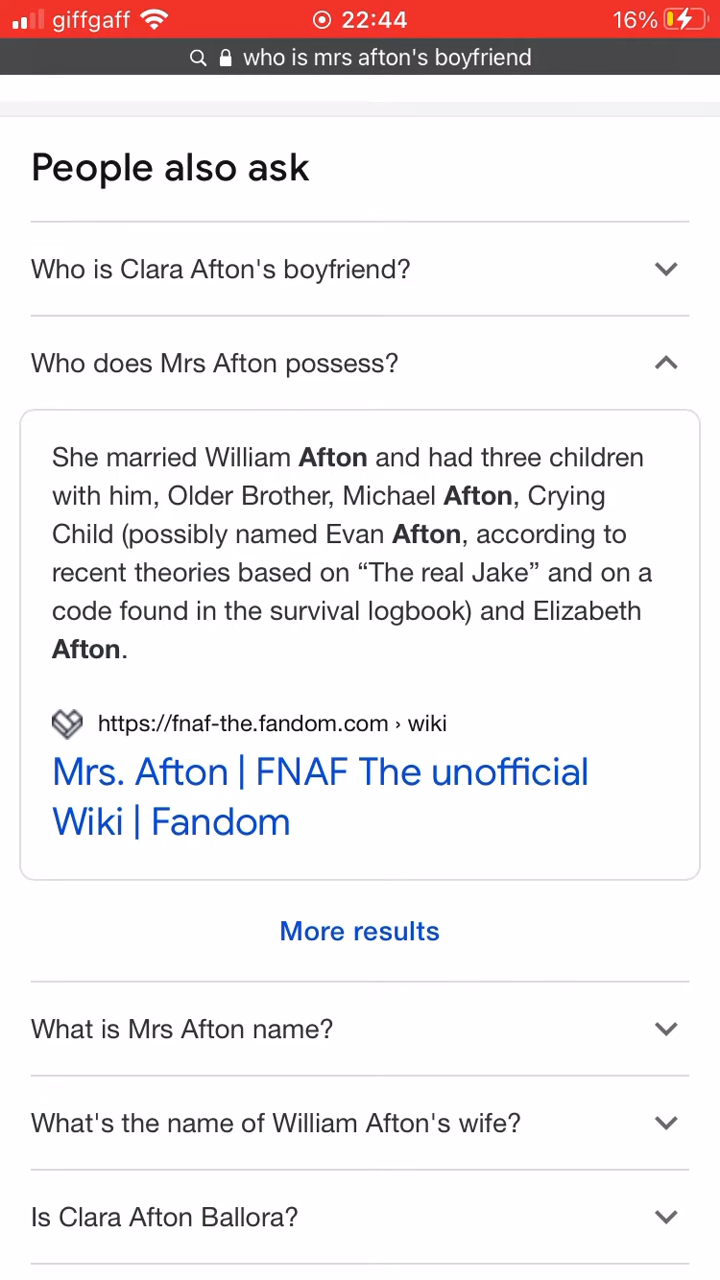 giffgaff 22:44 16%
who is mrs afton's boyfriend
People also ask
Who is Clara Afton's boyfriend?
Who does Mrs Afton possess?
She married William Afton and had three children
with him, Older Brother, Michael Afton, Crying
Child (possibly named Evan Afton, according to
recent theories based on “The real Jake” and on a
code found in the survival logbook) and Elizabeth
Afton.
https://fnaf-the.fandom.com › wiki
Mrs. Afton | FNAF The unofficial
Wiki | Fandom
More results
What is Mrs Afton name?
What's the name of William Afton's wife?
Is Clara Afton Ballora?